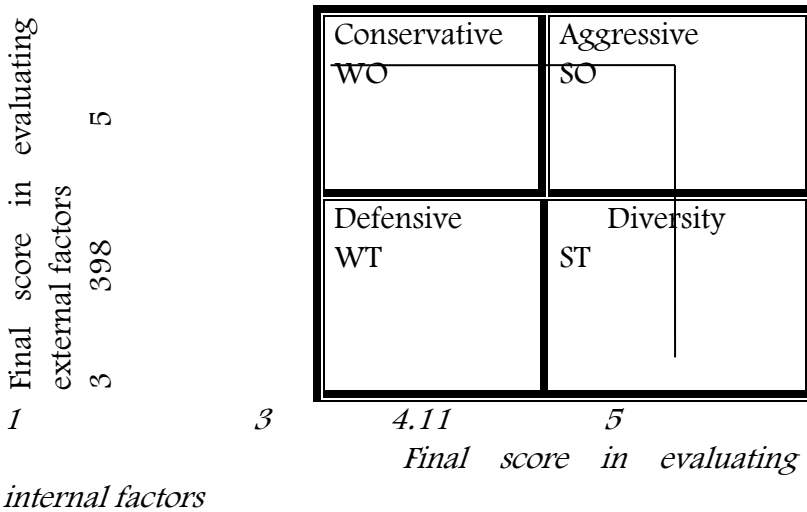 Final score in evaluating
external factors
3 398 5
Conservative
WO
Aggressive
SO
Defensive
WT
Diversity
ST
1 3 4.11 5
Final score in evaluating
internal factors